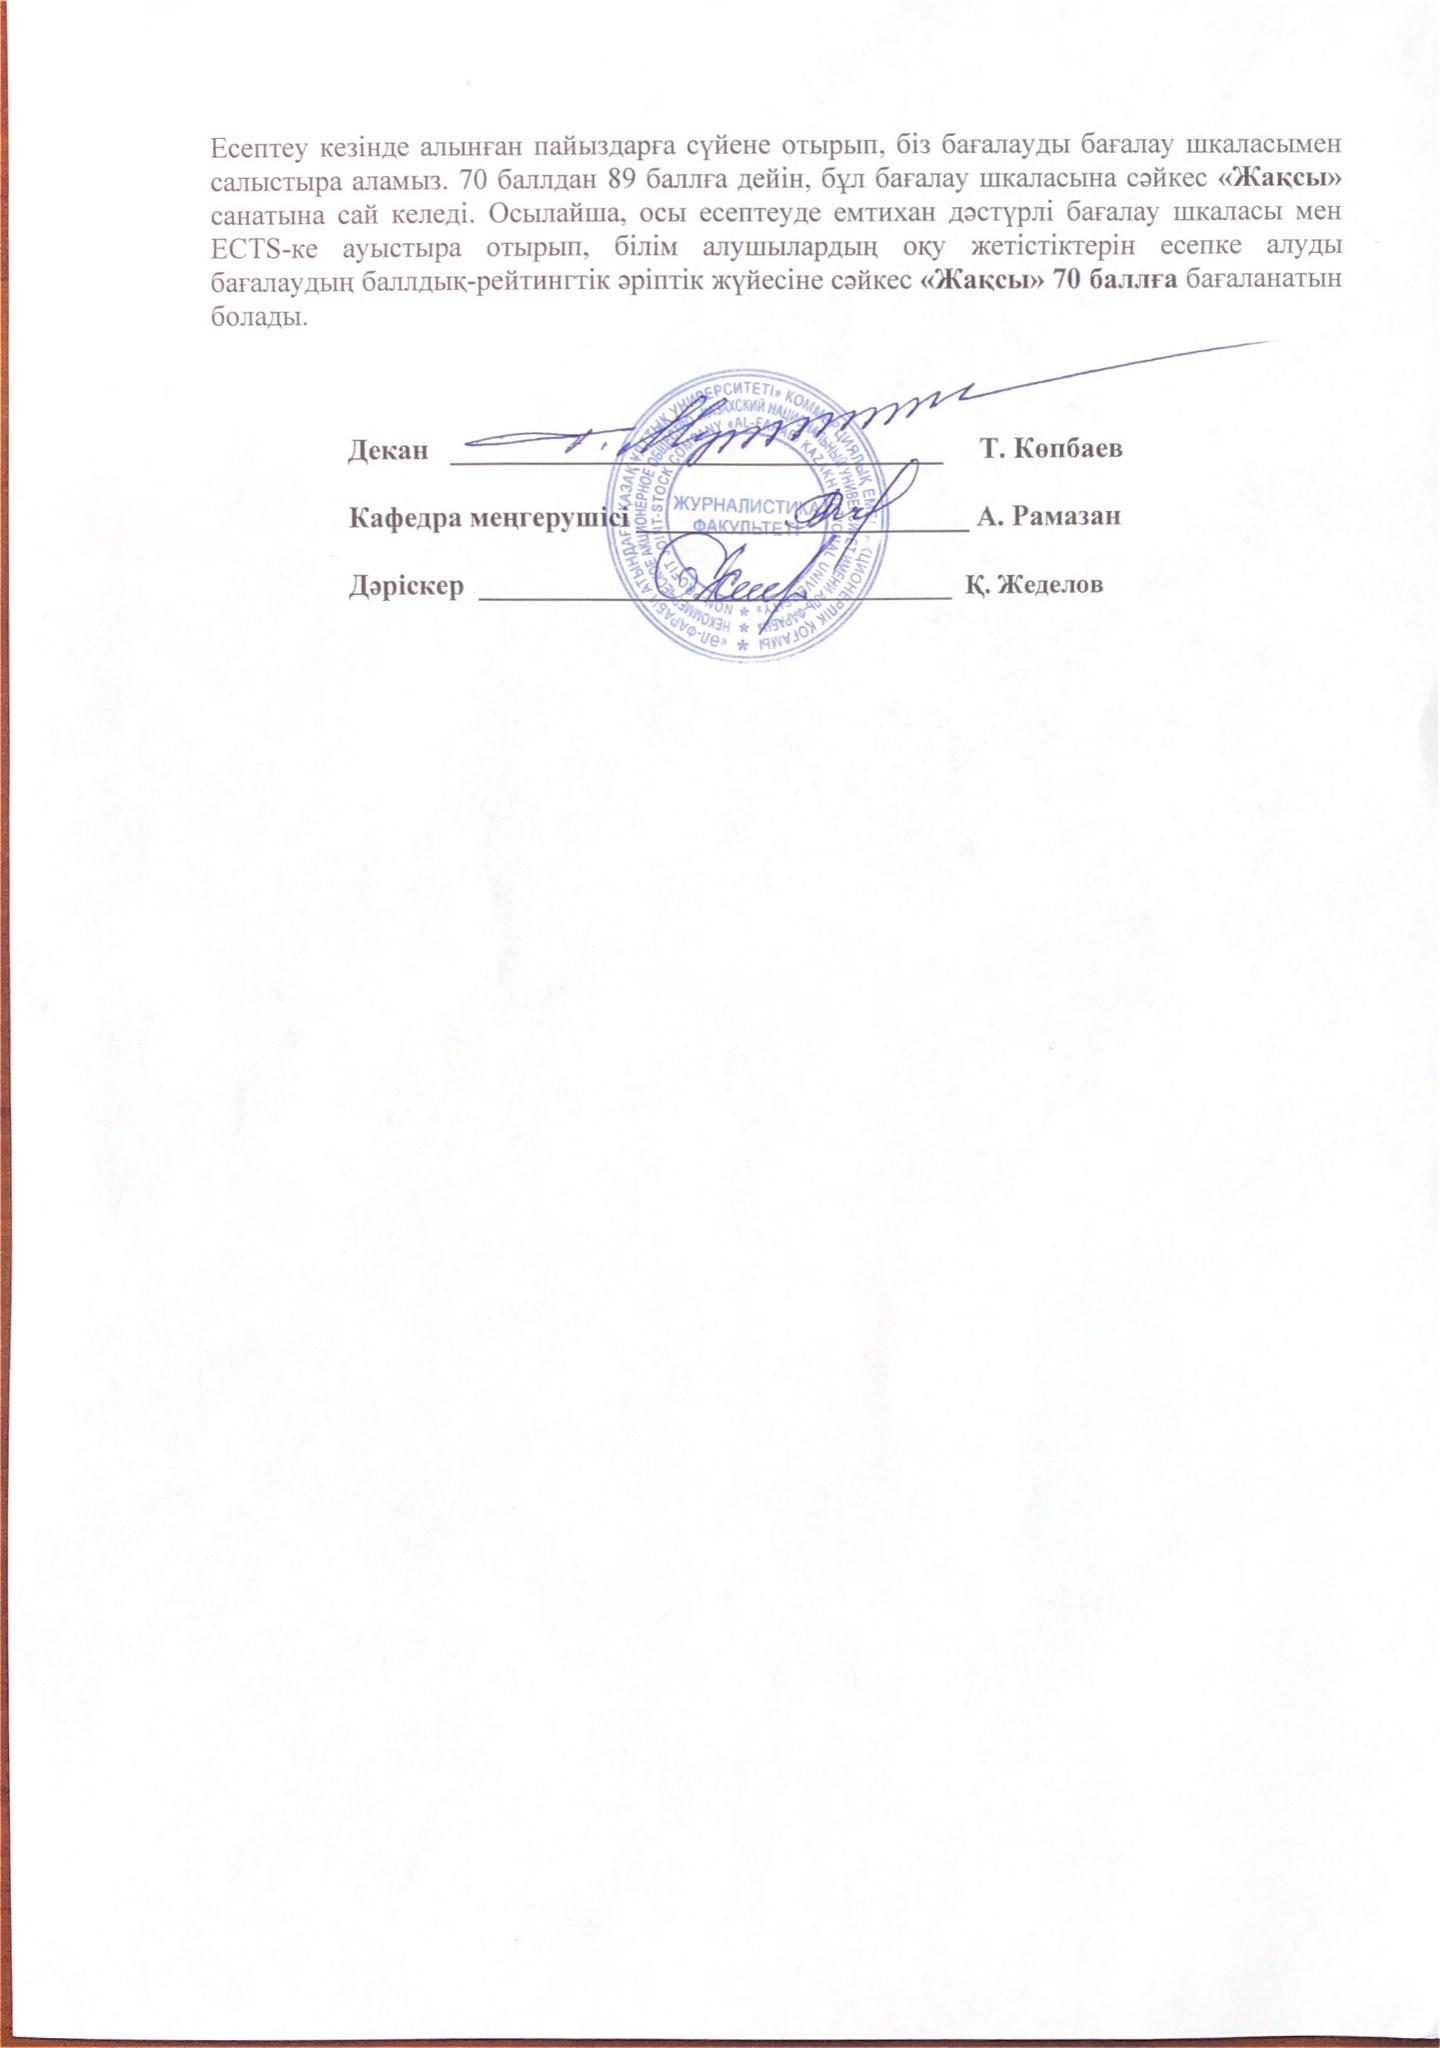 Есептеу кезінде алынған пайыздарға сүйене отырып, біз бағалауды бағалау шкаласымен
салыстыра аламыз. 70 баллдан 89 баллға дейін, бұл бағалау шкаласына сәйкес «Жақсы»
санатына сай келеді. Осылайша, осы есептеуде емтихан дәстүрлі бағалау шкаласы мен
ECTS-ке ауыстыра отырып, білім алушылардың оқу жетістіктерін есепке алуды
бағалаудың баллдық-рейтингтік әріптік жүйесіне сәйкес «Жақсы» 70 баллға бағаланатын
болады.
Декан Т. Көпбаев
Кафедра меңгерушісі А. Рамазан
Дәріскер Қ. Жеделов
ЖУРНАЛИСТИКА
ФАКУЛЬТЕТІ